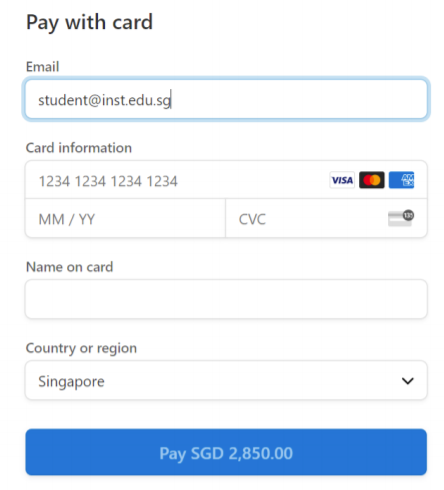 Pay with card
Email
student@inst.edu.sg
Card information
1234 1234 1234 1234 VISA
MM / YY CVC
Name on card
Country or region
Singapore
Pay SGD 2,850.00